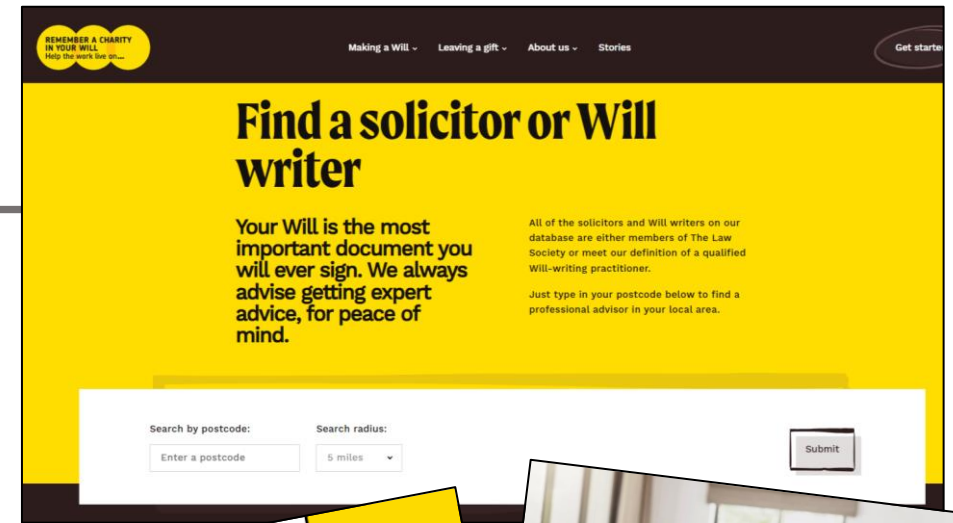 REMEMBER A CHARITY
IN YOUR WILL
Help the work live on...
Making a Will
Leaving a gift
About us
Stories
Find a solicitor or Will
writer
Your Will is the most
important document you
will ever sign. We always
advise getting expert
advice, for peace of
mind.
All of the solicitors and Will writers on our
database are either members of The Law
Society or meet our definition of a qualified
Will-writing practitioner.
Just type in your postcode below to find a
professional advisor in your local area.
Search by postcode:
Search radius:
Enter a postcode
5 miles
Submit